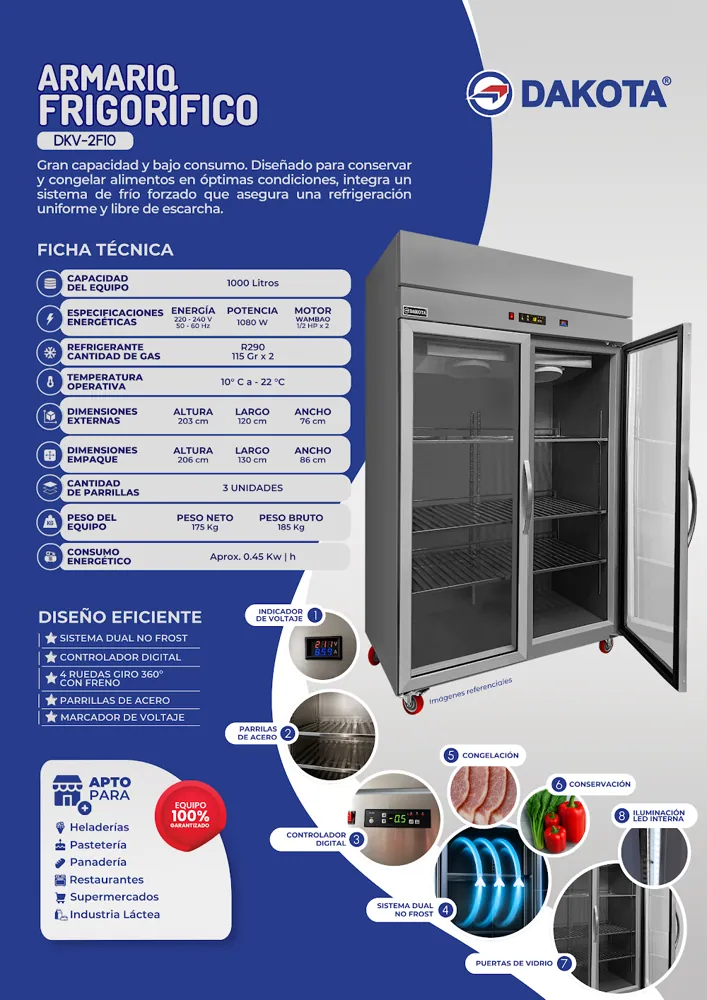 ARMARIO
FRIGORÍFICO
DKV-2F10
DAKOTA®
Gran capacidad y bajo consumo. Diseñado para conservar
y congelar alimentos en óptimas condiciones, integra un
sistema de frío forzado que asegura una refrigeración
uniforme y libre de escarcha.
FICHA TÉCNICA
CAPACIDAD
DEL EQUIPO
1000 Litros
ESPECIFICACIONES
ENERGÉTICAS
ENERGÍA
220 - 240 V
50 - 60 Hz
POTENCIA
1080 W
MOTOR
WAMBAO
1/2 HP x 2
REFRIGERANTE
CANTIDAD DE GAS
R290
115 Gr x 2
TEMPERATURA
OPERATIVA
10° C a - 22 °C
DIMENSIONES
EXTERNAS
ALTURA
203 cm
LARGO
120 cm
ANCHO
76 cm
DIMENSIONES
EMPAQUE
ALTURA
206 cm
LARGO
130 cm
ANCHO
86 cm
CANTIDAD
DE PARRILLAS
3 UNIDADES
KG
PESO DEL
EQUIPO
PESO NETO
175 Kg
PESO BRUTO
185 Kg
CONSUMO
ENERGÉTICO
Aprox. 0.45 Kw | h
DAKOTA
Imágenes referenciales
DISEÑO EFICIENTE
SISTEMA DUAL NO FROST
CONTROLADOR DIGITAL
4 RUEDAS GIRO 360°
CON FRENO
PARRILLAS DE ACERO
MARCADOR DE VOLTAJE
INDICADOR
DE VOLTAJE
1
PARRILAS
DE ACERO
2
CONTROLADOR
DIGITAL
3
-0.5
SISTEMA DUAL
NO FROST
4
5 CONGELACIÓN
6 CONSERVACIÓN
PUERTAS DE VIDRIO
7
8
ILUMINACIÓN
LED INTERNA
APTO
PARA
Heladerías
Pastetería
Panadería
Restaurantes
Supermercados
Industria Láctea
EQUIPO
100%
GARANTIZADO